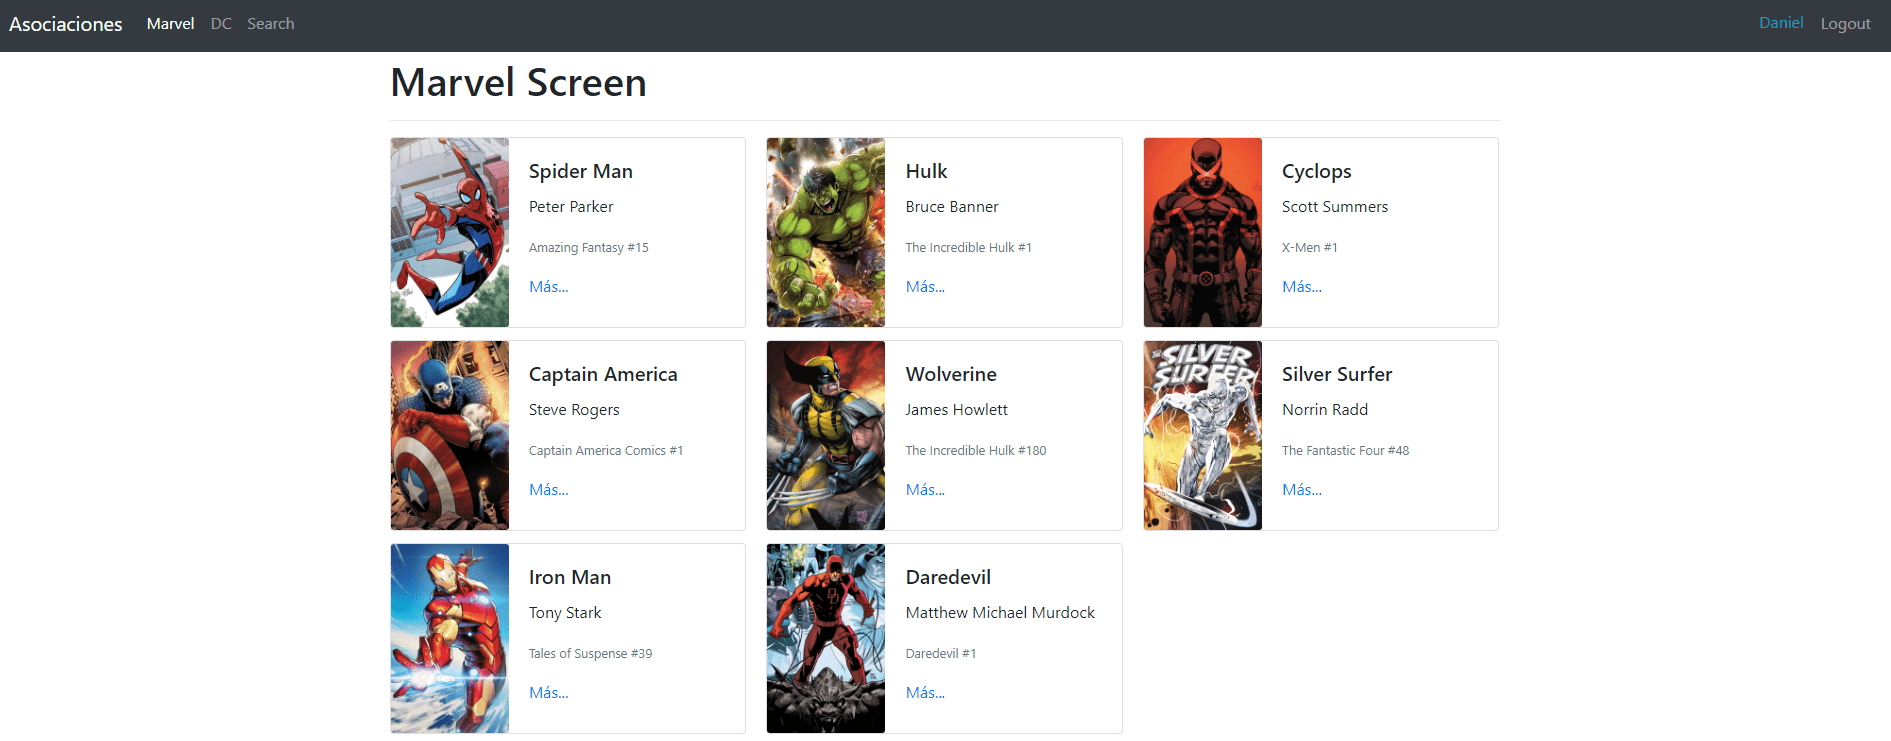 Asociaciones Marvel DC Search Daniel Logout
Marvel Screen
Spider Man
Peter Parker
Amazing Fantasy #15
Más...
Hulk
Bruce Banner
The Incredible Hulk #1
Más...
Cyclops
Scott Summers
X-Men #1
Más...
Captain America
Steve Rogers
Captain America Comics #1
Más...
Wolverine
James Howlett
The Incredible Hulk #180
Más...
THE
SILVER
SURFER
Silver Surfer
Norrin Radd
The Fantastic Four #48
Más...
Iron Man
Tony Stark
Tales of Suspense #39
Más...
DD
Daredevil
Matthew Michael Murdock
Daredevil #1
Más...